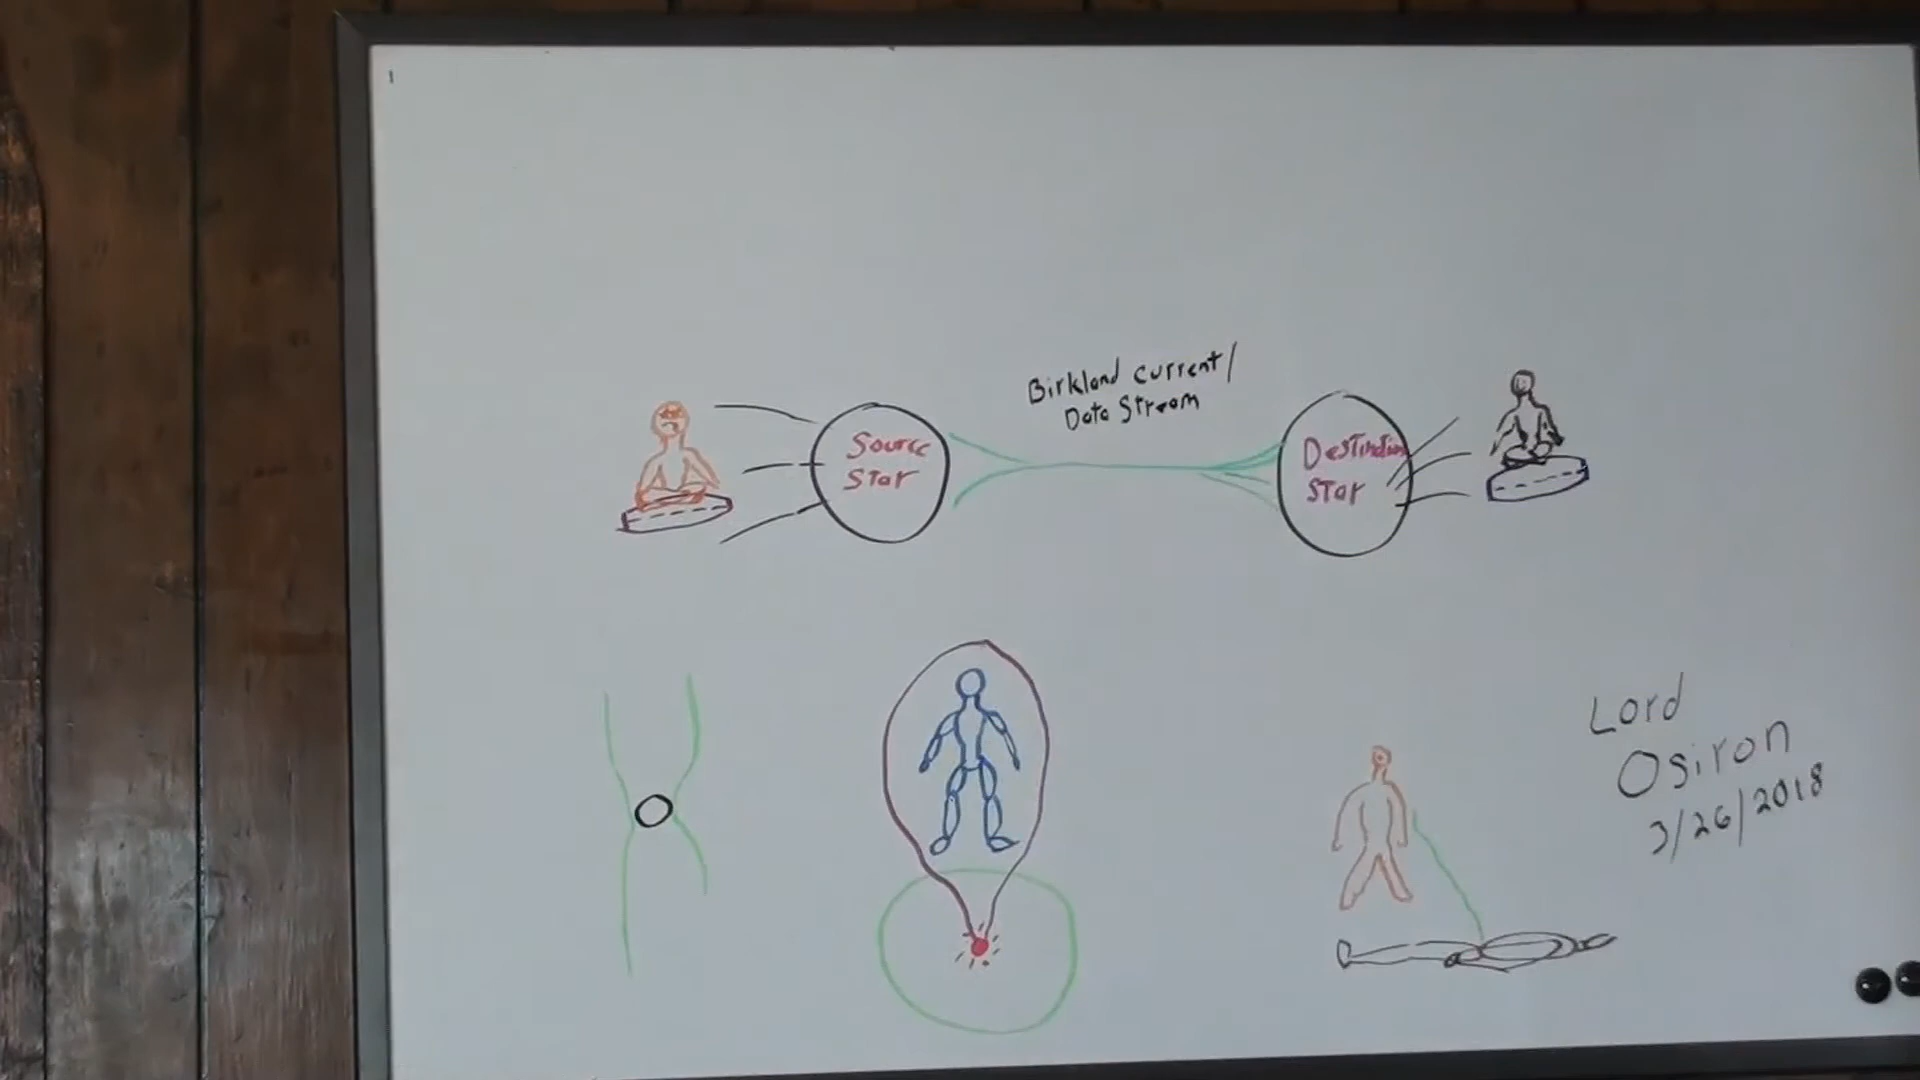 Birkland current/
Data Stream
Source
Star
Destination
Star
Lord
Osiron
3/26/2018